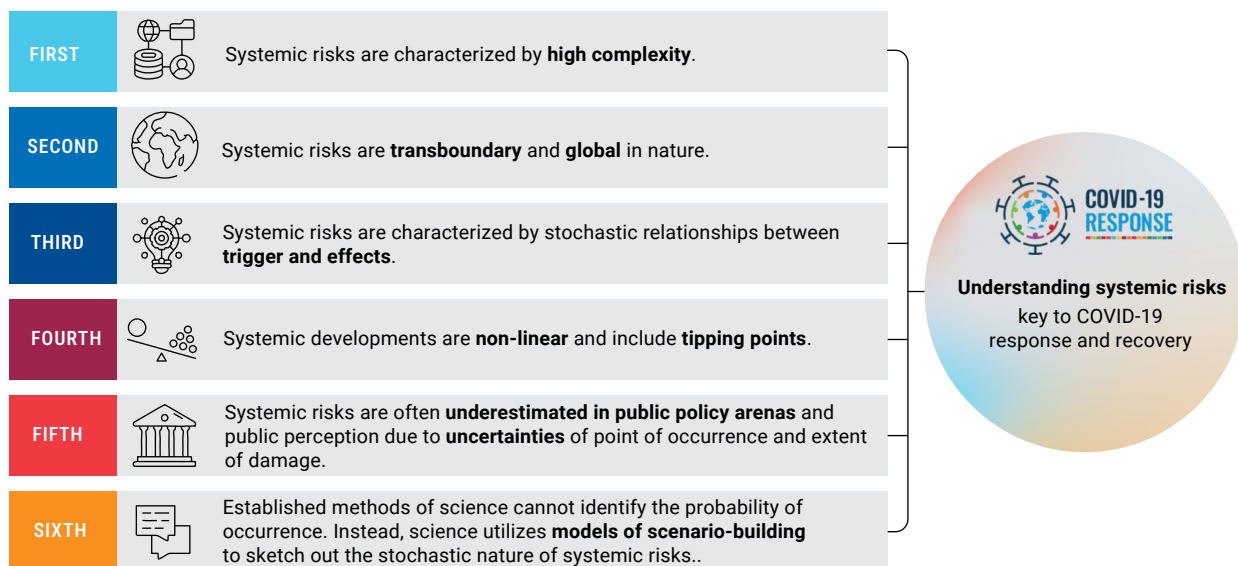 FIRST
Systemic risks are characterized by high complexity.
SECOND
Systemic risks are transboundary and global in nature.
THIRD
Systemic risks are characterized by stochastic relationships between
trigger and effects.
FOURTH
Systemic developments are non-linear and include tipping points.
FIFTH
Systemic risks are often underestimated in public policy arenas and
public perception due to uncertainties of point of occurrence and extent
of damage.
SIXTH
Established methods of science cannot identify the probability of
occurrence. Instead, science utilizes models of scenario-building
to sketch out the stochastic nature of systemic risks..
COVID-19
RESPONSE
Understanding systemic risks
key to COVID-19
response and recovery